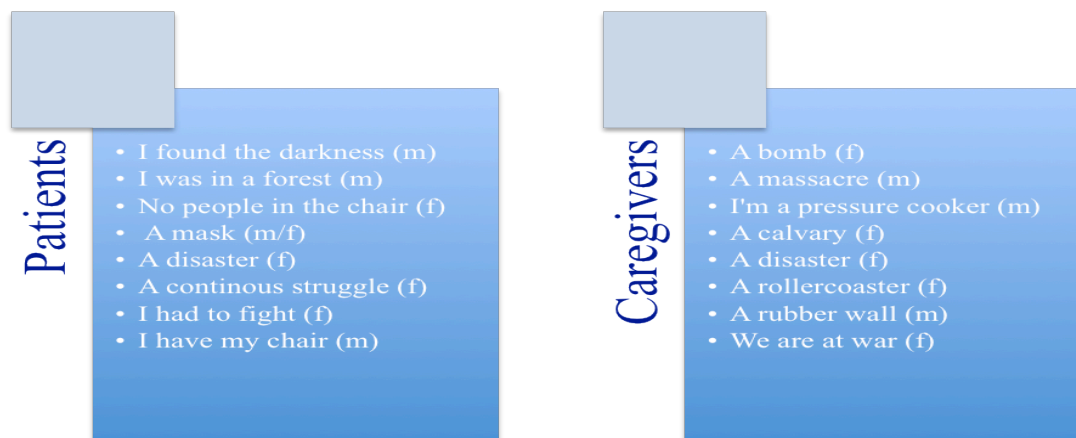 Patients
• I found the darkness (m)
• I was in a forest (m)
• No people in the chair (f)
• A mask (m/f)
• A disaster (f)
• A continous struggle (f)
• I had to fight (f)
• I have my chair (m)
Caregivers
• A bomb (f)
• A massacre (m)
• I'm a pressure cooker (m)
• A calvary (f)
• A disaster (f)
• A rollercoaster (f)
• A rubber wall (m)
• We are at war (f)